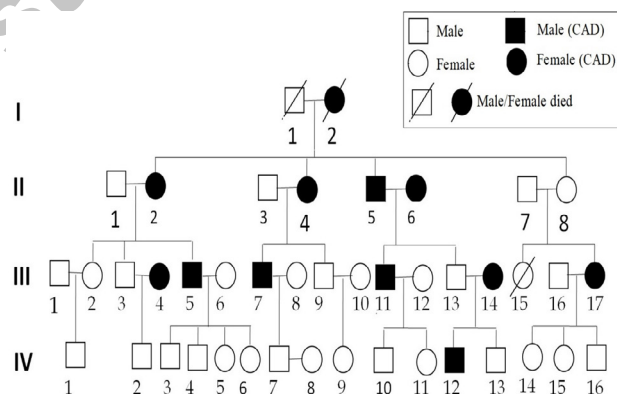 Male Male (CAD)
Female Female (CAD)
Male/Female died
I
1 2
II
1 2 3 4 5 6 7 8
III
1 2 3 4 5 6 7 8 9 10 11 12 13 14 15 16 17
IV
1 2 3 4 5 6 7 8 9 10 11 12 13 14 15 16